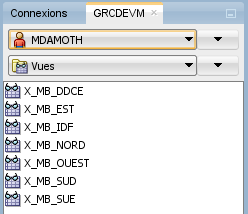 Connexions GRCDEVM
MDAMOTH
Vues
X_MB_DDCE
X_MB_EST
X_MB_IDF
X_MB_NORD
X_MB_OUEST
X_MB_SUD
X_MB_SUE